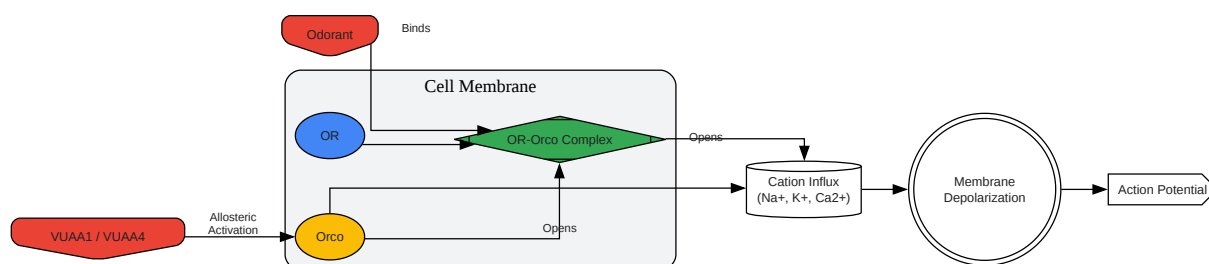 Odorant
Binds
Cell Membrane
OR
OR-Orco Complex
Opens
Cation Influx
(Na+, K+, Ca2+)
Membrane
Depolarization
Action Potential
VUAA1 / VUAA4
Allosteric
Activation
Orco
Opens